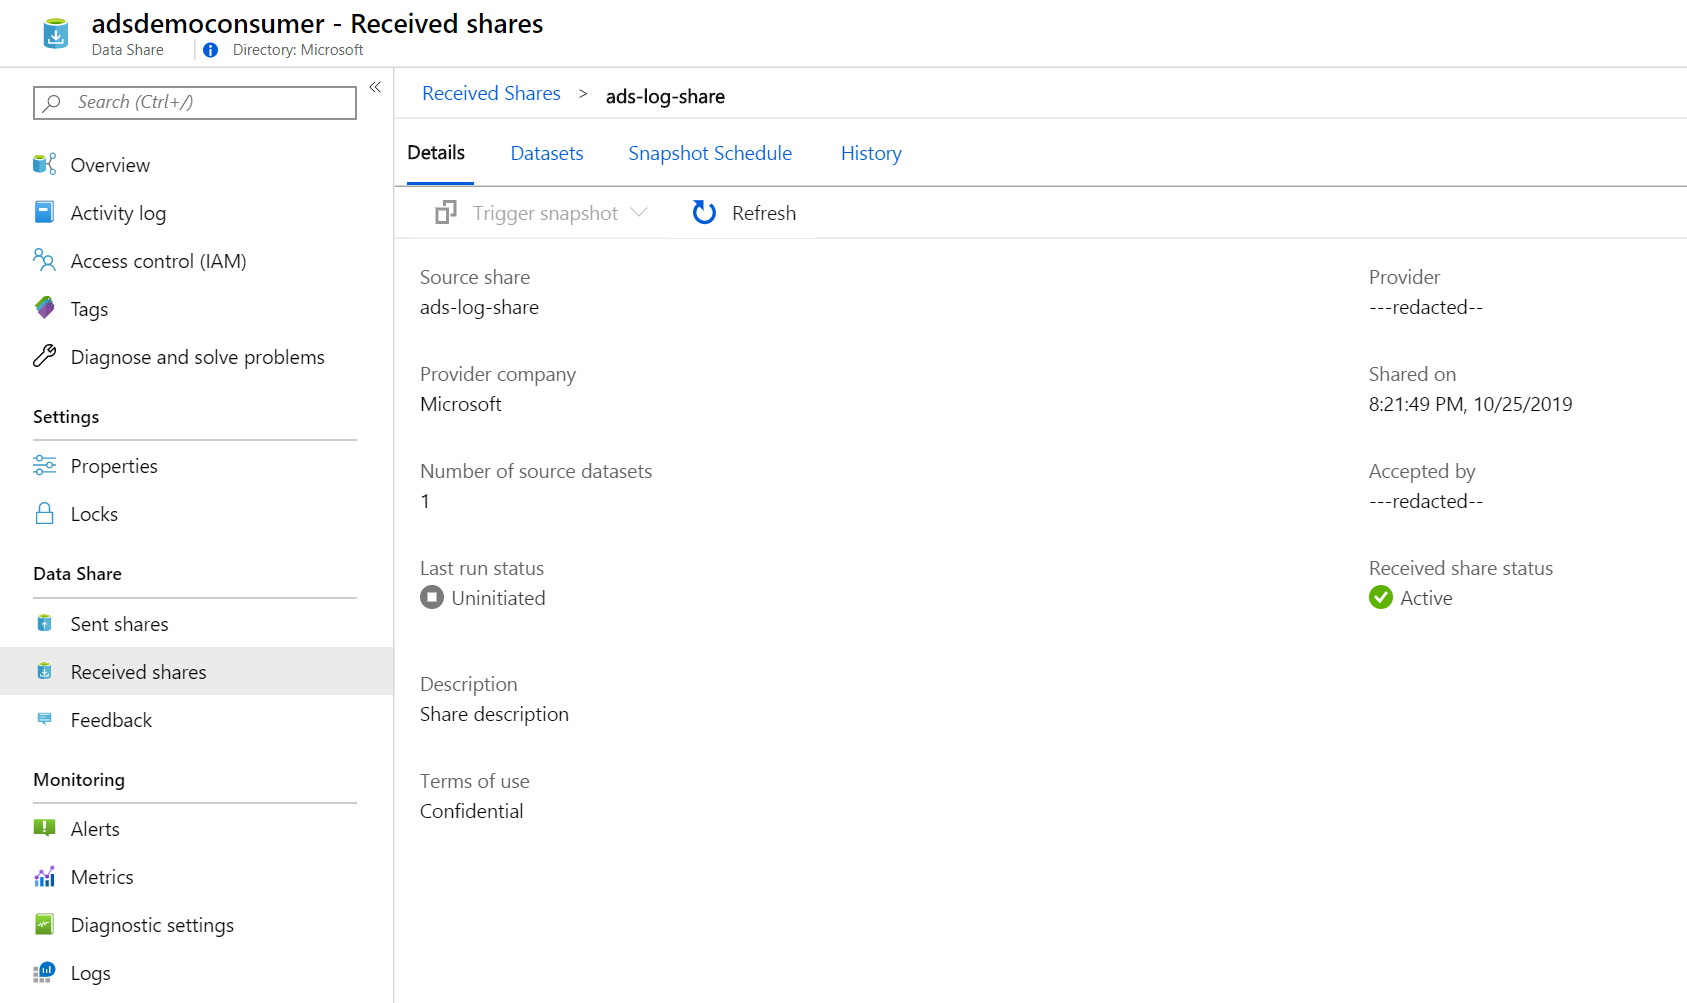 adsdemoconsumer - Received shares
Data Share
Directory: Microsoft
Search (Ctrl+/)
Overview
Activity log
Access control (IAM)
Tags
Diagnose and solve problems
Settings
Properties
Locks
Data Share
Sent shares
Received shares
Feedback
Monitoring
Alerts
Metrics
Diagnostic settings
Logs
Received Shares > ads-log-share
Details Datasets Snapshot Schedule History
Trigger snapshot Refresh
Source share
ads-log-share
Provider
---redacted--
Provider company
Microsoft
Shared on
8:21:49 PM, 10/25/2019
Number of source datasets
1
Accepted by
---redacted--
Last run status
Uninitiated
Received share status
Active
Description
Share description
Terms of use
Confidential